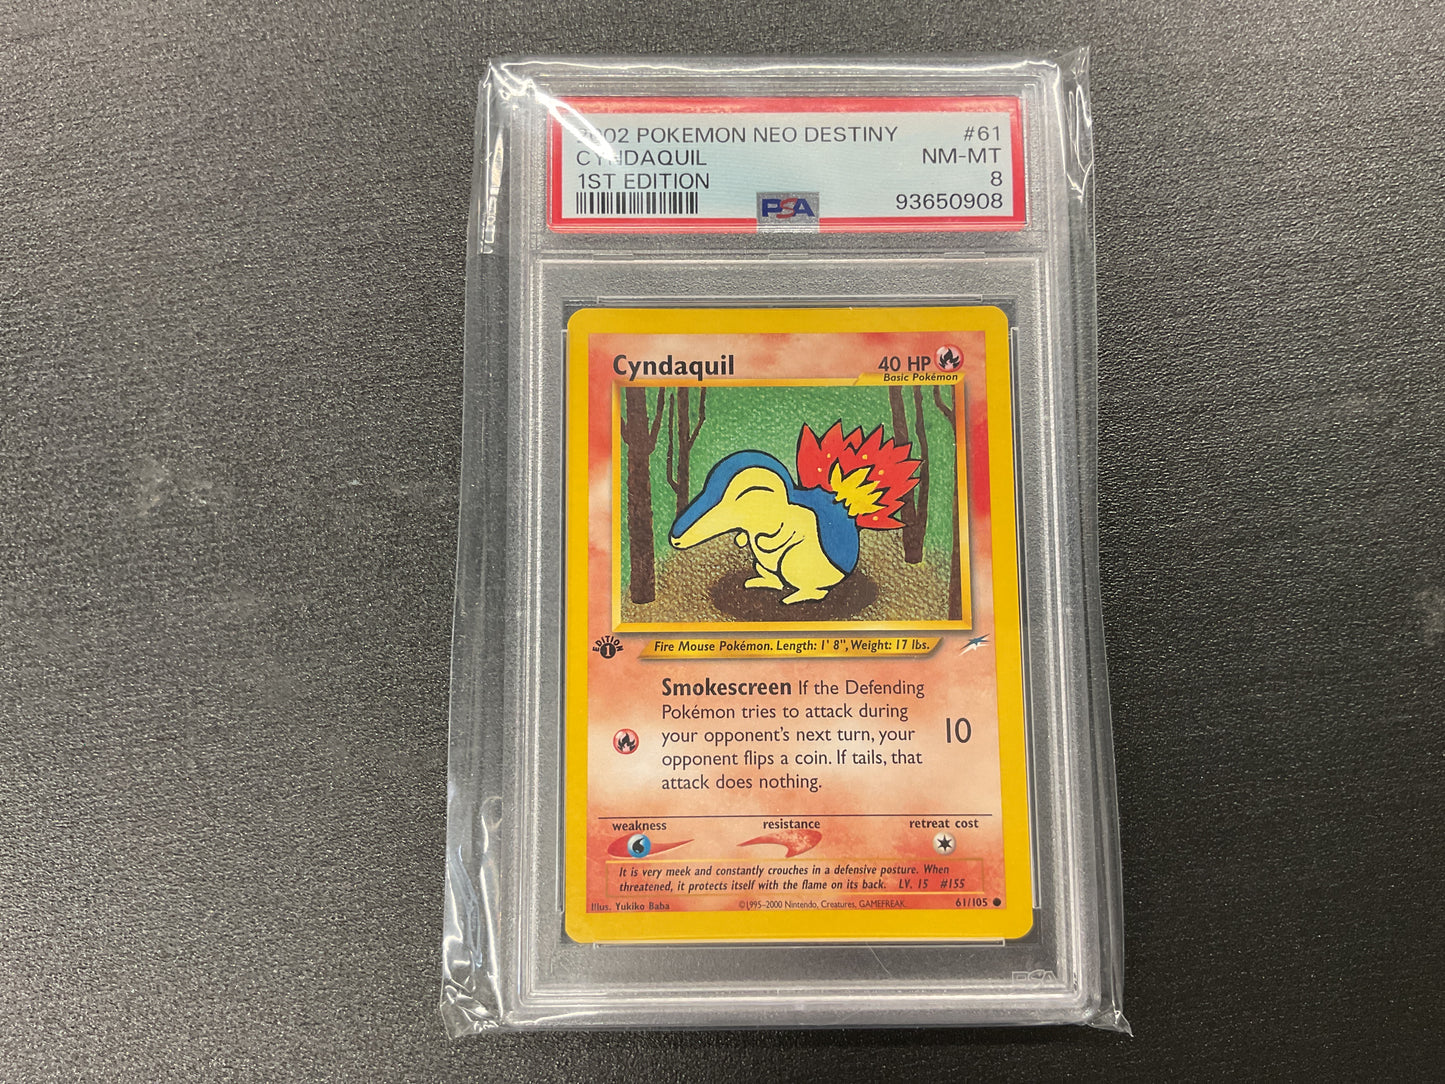 2002 POKEMON NEO DESTINY #61
CYNDAQUIL NM-MT
1ST EDITION 8
PSA 93650908
Cyndaquil 40 HP
Basic Pokémon
EDITION 1
Fire Mouse Pokémon. Length: 1' 8", Weight: 17 lbs.
Smokescreen If the Defending
Pokémon tries to attack during
your opponent's next turn, your
opponent flips a coin. If tails, that
attack does nothing.
10
weakness resistance retreat cost
It is very meek and constantly crouches in a defensive posture. When
threatened, it protects itself with the flame on its back. LV. 15 #155
Illus. Yukiko Baba ©1995–2000 Nintendo, Creatures, GAMEFREAK. 61/105
PSA